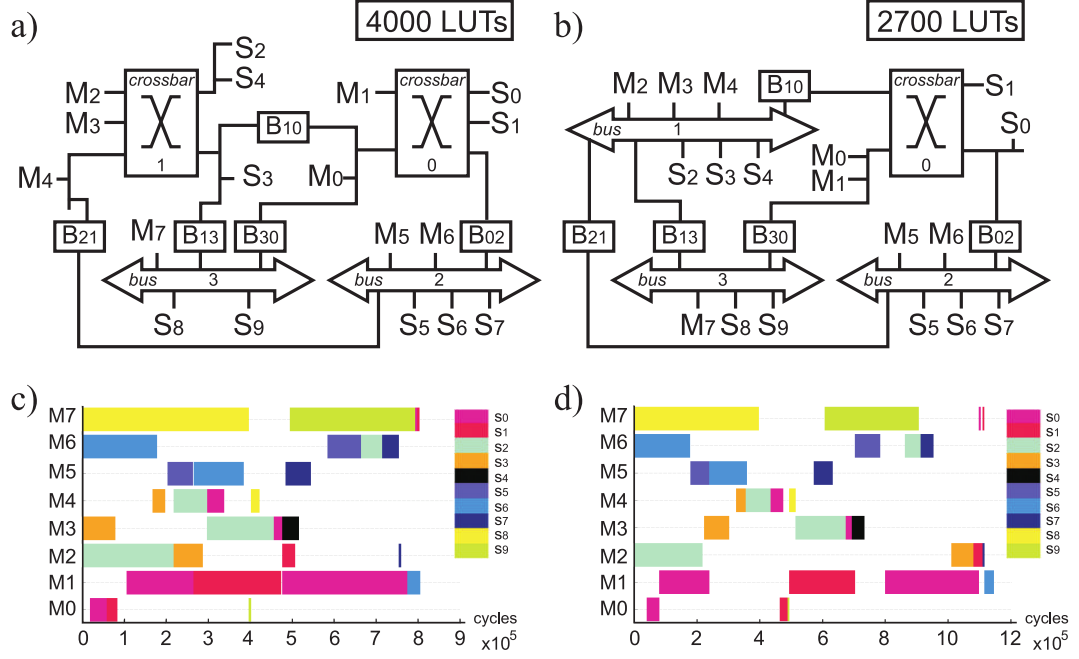 a)
4000 LUTs
b)
2700 LUTs
S2
S4
crossbar
M2
M3
1
M4
B10
S3
M0
M1
crossbar
S0
S1
0
B21
M7
B13
B30
M5
M6
B02
bus
3
bus
2
S8
S9
S5
S6
S7
M2
M3
M4
B10
crossbar
S1
S0
bus
1
S2
S3
S4
M0
M1
0
B21
B13
B30
M5
M6
B02
bus
3
bus
2
M7
S8
S9
S5
S6
S7
c)
M7
M6
M5
M4
M3
M2
M1
M0
S0
S1
S2
S3
S4
S5
S6
S7
S8
S9
0 1 2 3 4 5 6 7 8 9
cycles
x10⁵
d)
M7
M6
M5
M4
M3
M2
M1
M0
S0
S1
S2
S3
S4
S5
S6
S7
S8
S9
0 2 4 6 8 10 12
cycles
x10⁵